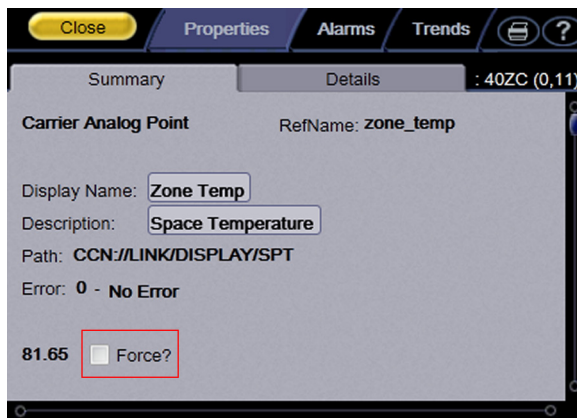 Close Properties Alarms Trends ?
Summary Details : 40ZC (0,11)
Carrier Analog Point RefName: zone_temp
Display Name: Zone Temp
Description: Space Temperature
Path: CCN://LINK/DISPLAY/SPT
Error: 0 - No Error
81.65 Force?